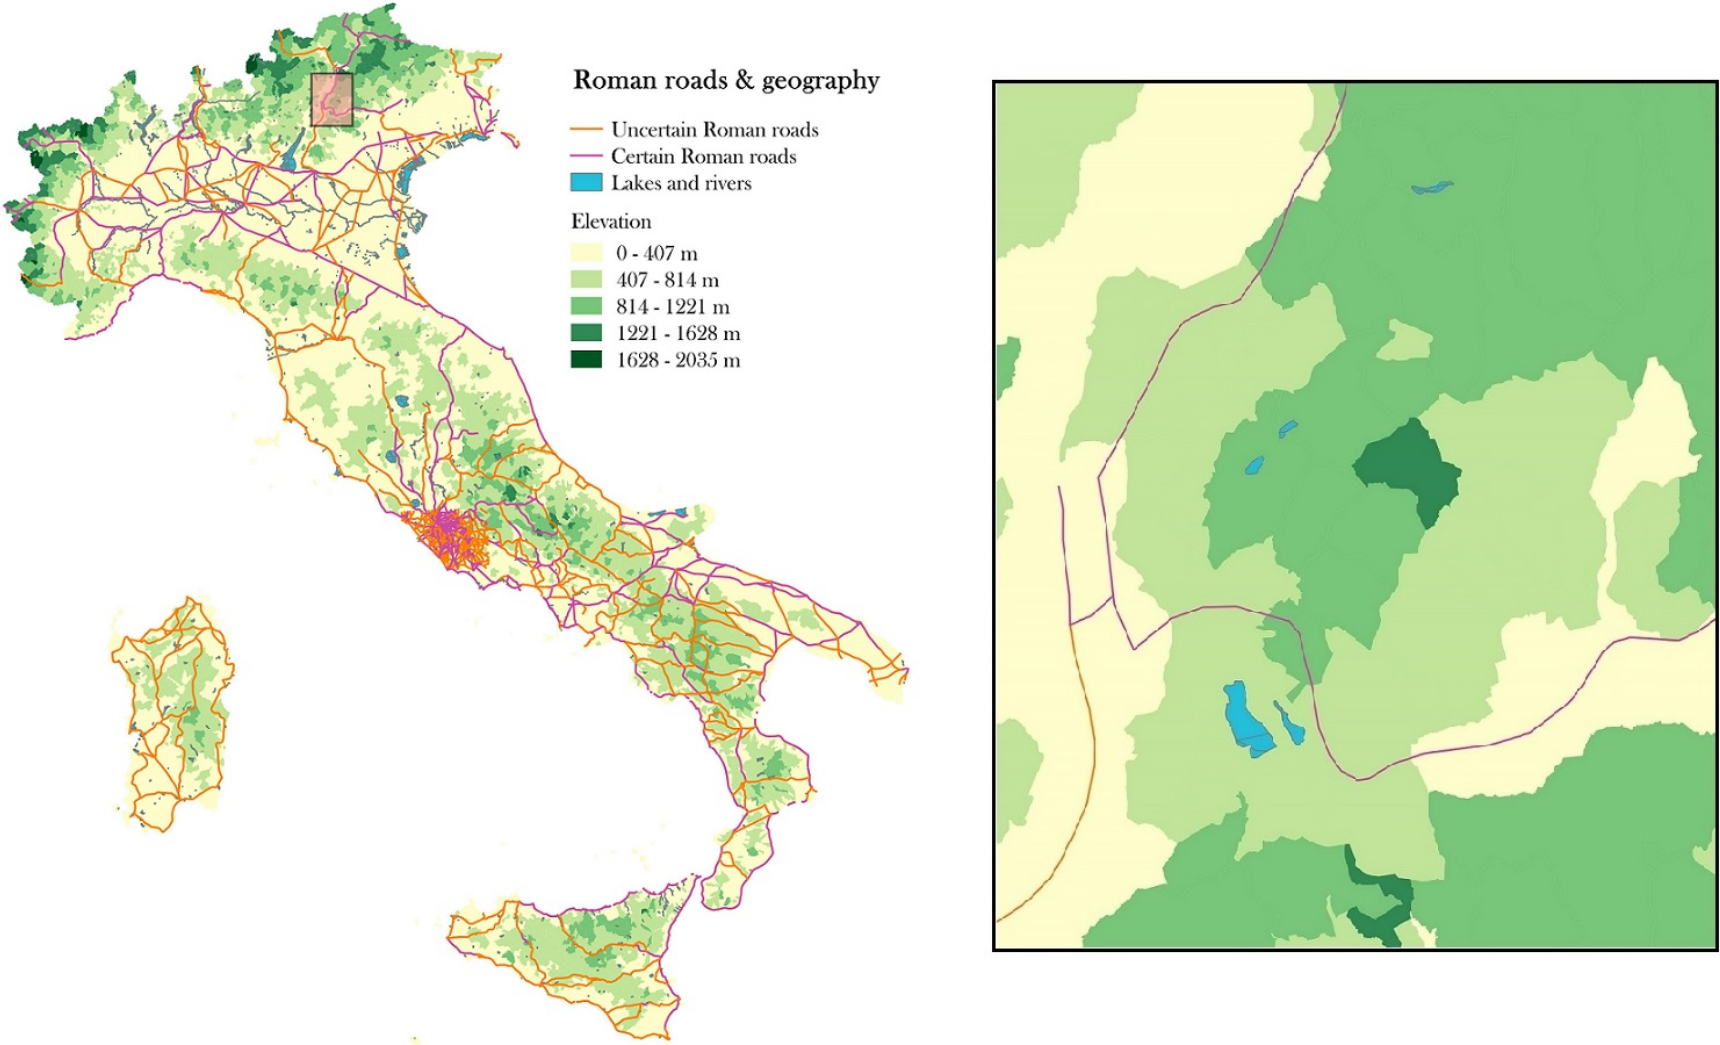 Roman roads & geography
Uncertain Roman roads
Certain Roman roads
Lakes and rivers
Elevation
0 - 407 m
407 - 814 m
814 - 1221 m
1221 - 1628 m
1628 - 2035 m